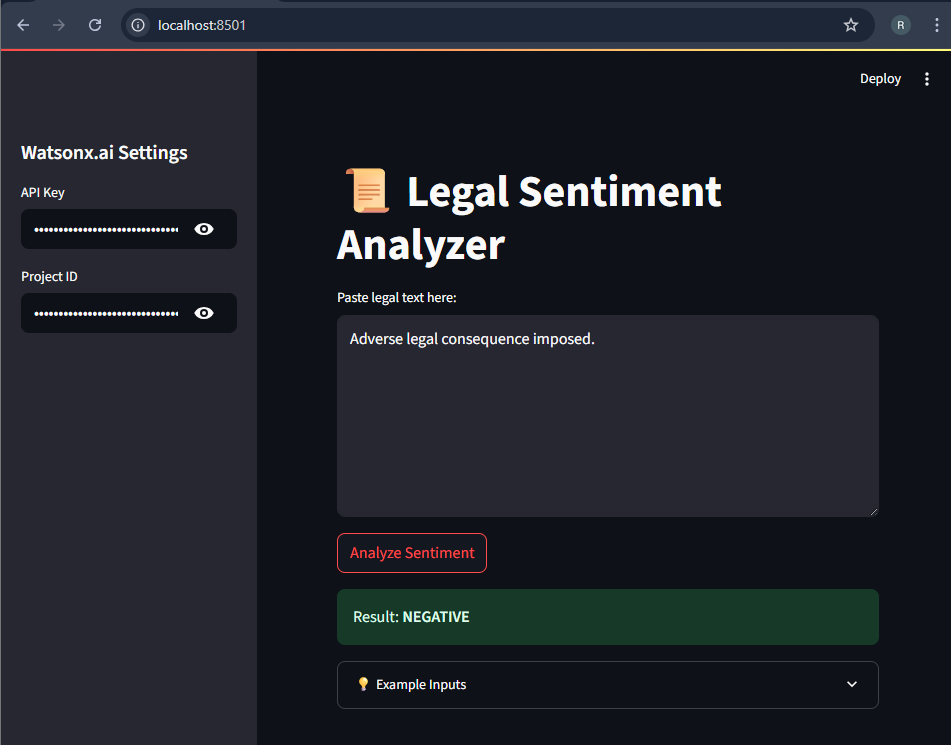 localhost:8501
R
Deploy
Watsonx.ai Settings
API Key
••••••••••••••••••••••••••••••
Project ID
••••••••••••••••••••••••••••••
📜 Legal Sentiment
Analyzer
Paste legal text here:
Adverse legal consequence imposed.
Analyze Sentiment
Result: NEGATIVE
💡 Example Inputs